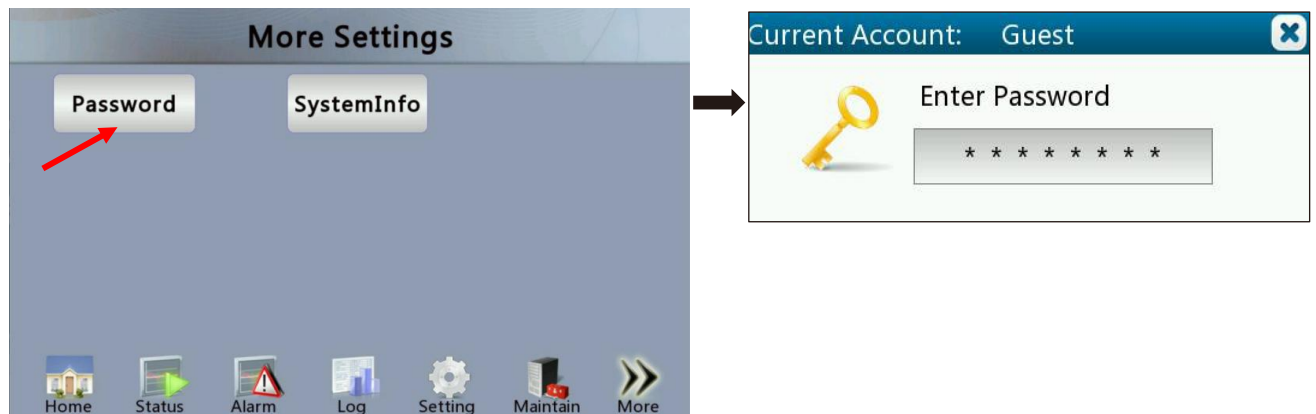 More Settings
Password SystemInfo
Home Status Alarm Log Setting Maintain More
Current Account: Guest
Enter Password
* * * * * * * *